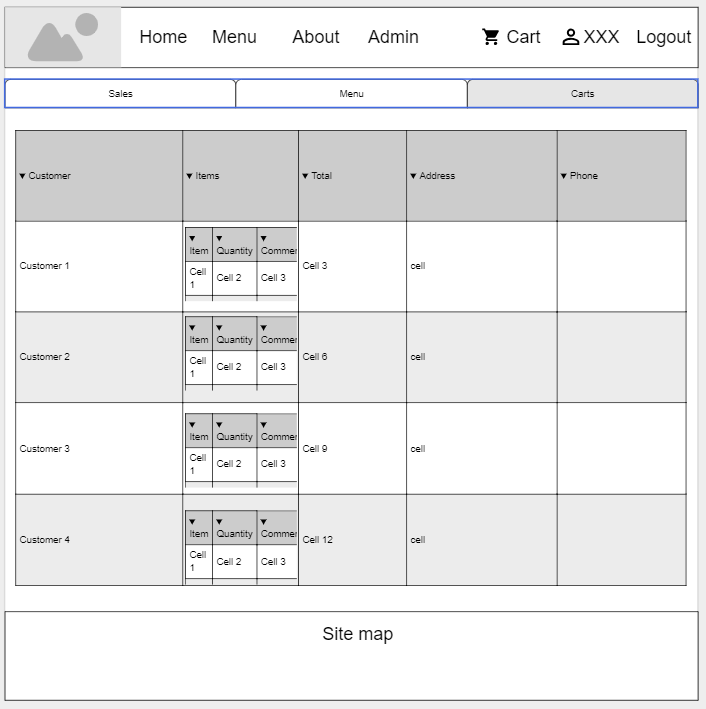 Home Menu About Admin Cart XXX Logout
Sales Menu Carts
Customer Items Total Address Phone
Item Quantity Commer
Customer 1 Cell 1 Cell 2 Cell 3 Cell 3 cell
Item Quantity Commer
Customer 2 Cell 1 Cell 2 Cell 3 Cell 6 cell
Item Quantity Commer
Customer 3 Cell 1 Cell 2 Cell 3 Cell 9 cell
Item Quantity Commer
Customer 4 Cell 1 Cell 2 Cell 3 Cell 12 cell
Site map